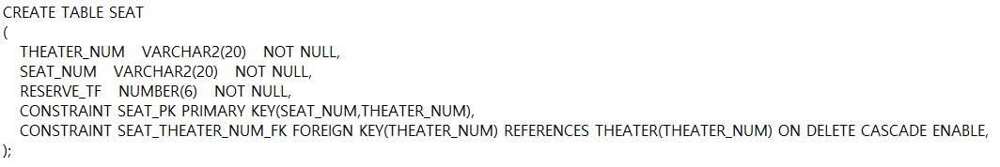 CREATE TABLE SEAT
(
THEATER_NUM VARCHAR2(20) NOT NULL,
SEAT_NUM VARCHAR2(20) NOT NULL,
RESERVE_TF NUMBER(6) NOT NULL,
CONSTRAINT SEAT_PK PRIMARY KEY(SEAT_NUM,THEATER_NUM),
CONSTRAINT SEAT_THEATER_NUM_FK FOREIGN KEY(THEATER_NUM) REFERENCES THEATER(THEATER_NUM) ON DELETE CASCADE ENABLE,
);